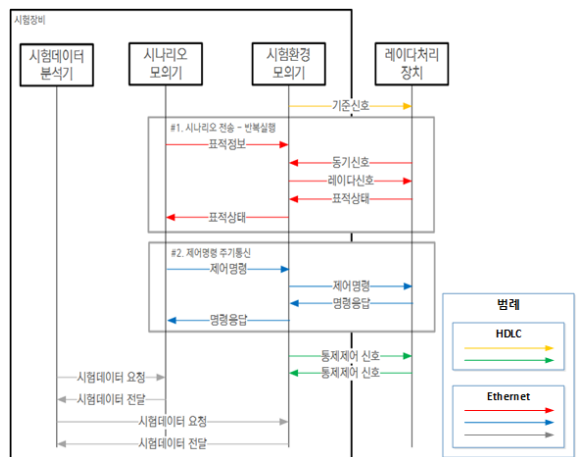 시험장비
시험데이터
분석기
시나리오
모의기
시험환경
모의기
레이다처리
장치
기준신호
#1. 시나리오 전송 - 반복실행
표적정보
동기신호
레이다신호
표적상태
표적상태
#2. 제어명령 주기통신
제어명령
제어명령
명령응답
명령응답
범례
HDLC
통제제어 신호
통제제어 신호
시험데이터 요청
시험데이터 전달
Ethernet
시험데이터 요청
시험데이터 전달